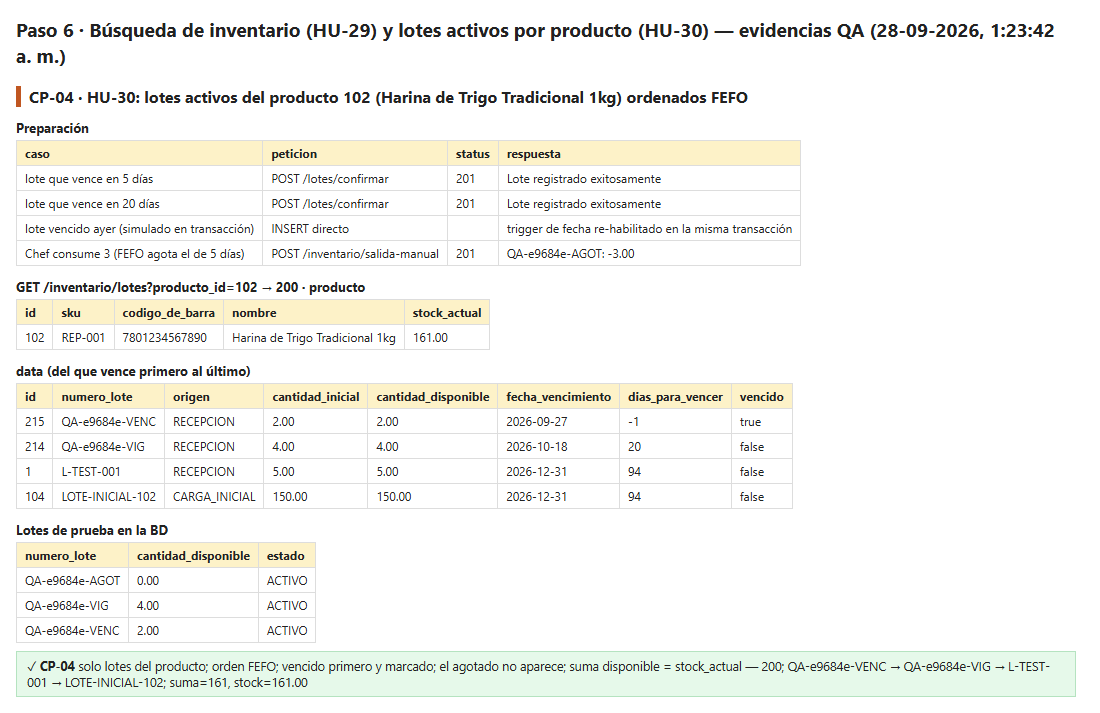 Paso 6 · Búsqueda de inventario (HU-29) y lotes activos por producto (HU-30) — evidencias QA (28-09-2026, 1:23:42
a. m.)
CP-04 · HU-30: lotes activos del producto 102 (Harina de Trigo Tradicional 1kg) ordenados FEFO
Preparación
caso peticion status respuesta
lote que vence en 5 días POST /lotes/confirmar 201 Lote registrado exitosamente
lote que vence en 20 días POST /lotes/confirmar 201 Lote registrado exitosamente
lote vencido ayer (simulado en transacción) INSERT directo trigger de fecha re-habilitado en la misma transacción
Chef consume 3 (FEFO agota el de 5 días) POST /inventario/salida-manual 201 QA-e9684e-AGOT: -3.00
GET /inventario/lotes?producto_id=102 → 200 · producto
id sku codigo_de_barra nombre stock_actual
102 REP-001 7801234567890 Harina de Trigo Tradicional 1kg 161.00
data (del que vence primero al último)
id numero_lote origen cantidad_inicial cantidad_disponible fecha_vencimiento dias_para_vencer vencido
215 QA-e9684e-VENC RECEPCION 2.00 2.00 2026-09-27 -1 true
214 QA-e9684e-VIG RECEPCION 4.00 4.00 2026-10-18 20 false
1 L-TEST-001 RECEPCION 5.00 5.00 2026-12-31 94 false
104 LOTE-INICIAL-102 CARGA_INICIAL 150.00 150.00 2026-12-31 94 false
Lotes de prueba en la BD
numero_lote cantidad_disponible estado
QA-e9684e-AGOT 0.00 ACTIVO
QA-e9684e-VIG 4.00 ACTIVO
QA-e9684e-VENC 2.00 ACTIVO
✓ CP-04 solo lotes del producto; orden FEFO; vencido primero y marcado; el agotado no aparece; suma disponible = stock_actual — 200; QA-e9684e-VENC → QA-e9684e-VIG → L-TEST-
001 → LOTE-INICIAL-102; suma=161, stock=161.00